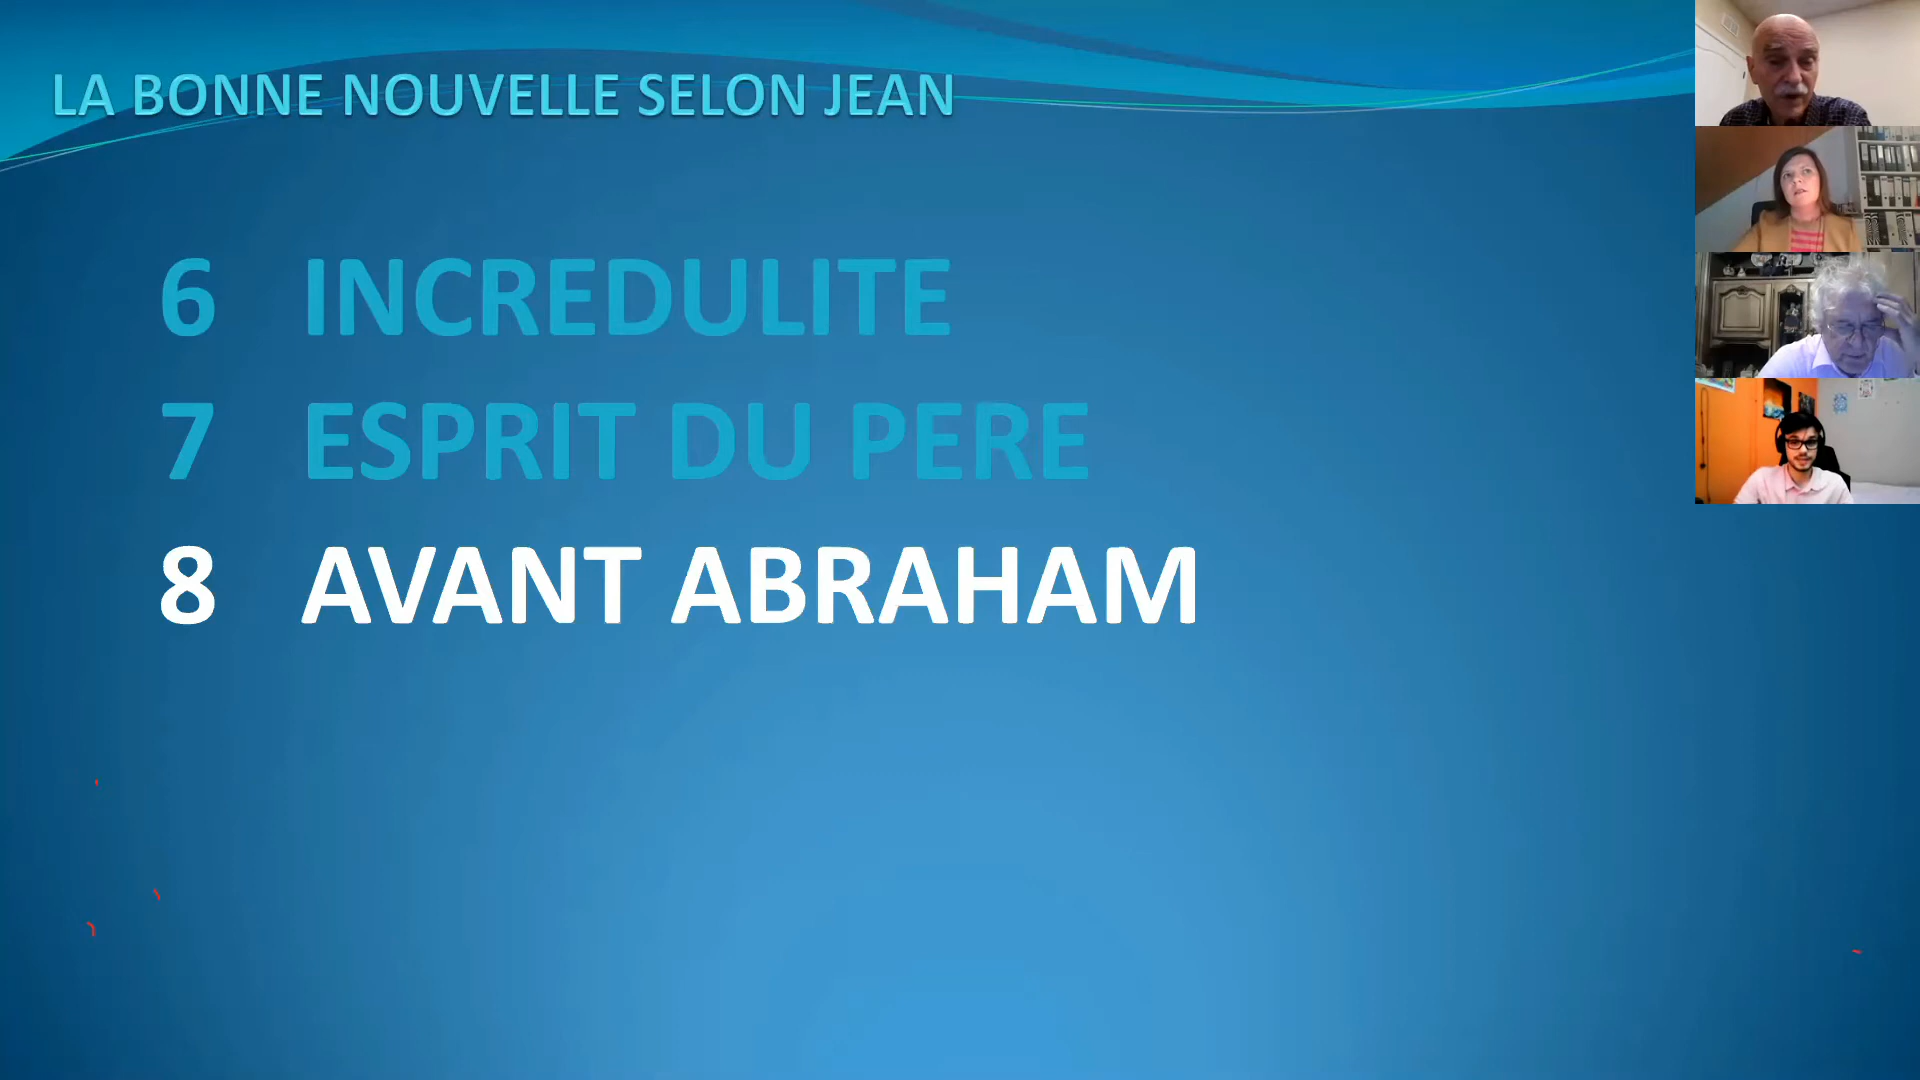 LA BONNE NOUVELLE SELON JEAN
6 INCREDULITE
7 ESPRIT DU PERE
8 AVANT ABRAHAM